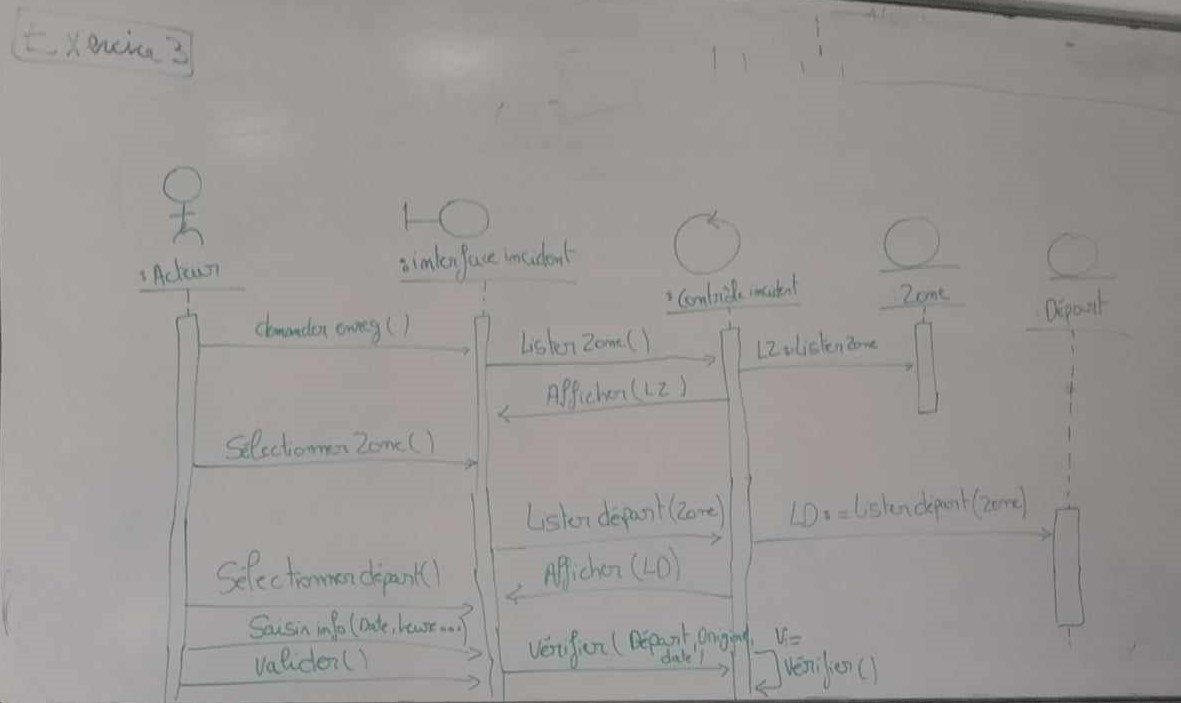 Exercice 3
:Acteur
:interface incident
:Contrôle incident
Zone
:Départ
demander enreg()
Lister Zone()
LZ:=ListerZone
Afficher(LZ)
Sélectionner Zone()
Lister départ(Zone)
LD:=Lister départ(Zone)
Afficher(LD)
Sélectionner départ()
Saisir info(Date, heure...)
Valider()
Vérifier(Départ, Origine,
date)
V:=
Vérifier()